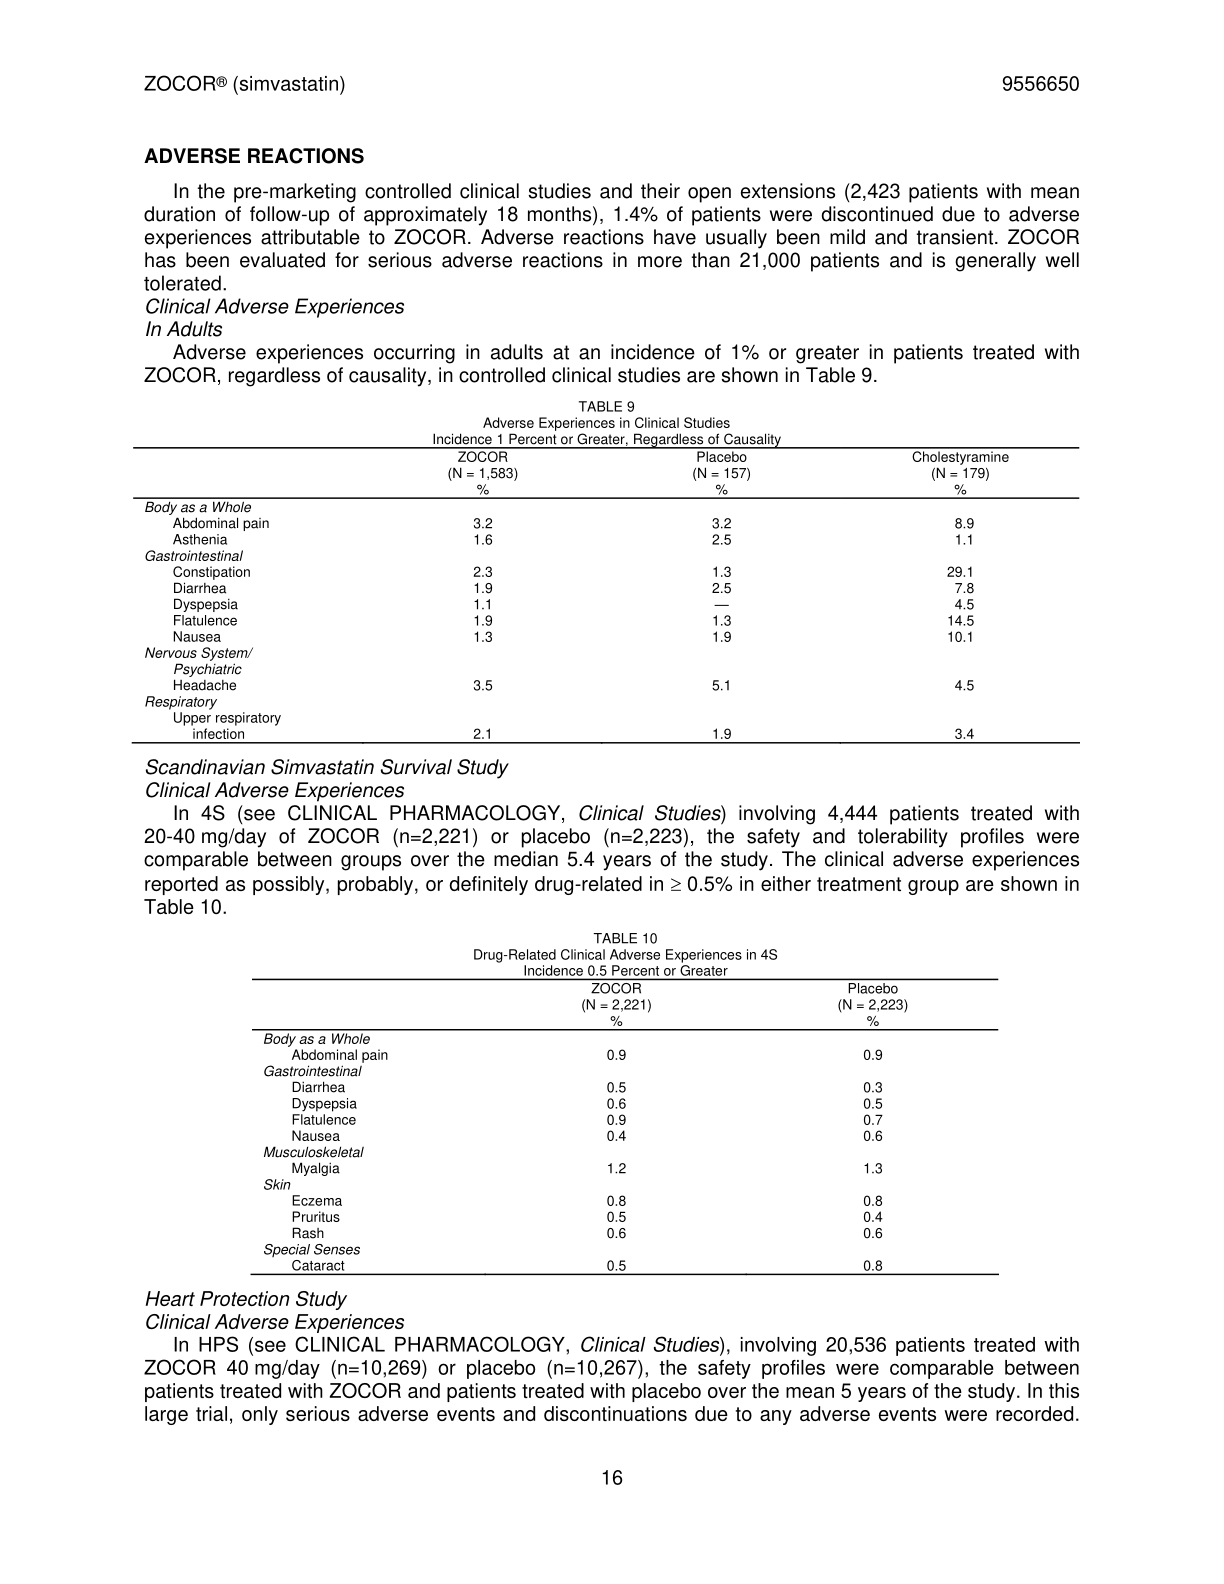 ZOCOR® (simvastatin) 9556650
ADVERSE REACTIONS
In the pre-marketing controlled clinical studies and their open extensions (2,423 patients with mean
duration of follow-up of approximately 18 months), 1.4% of patients were discontinued due to adverse
experiences attributable to ZOCOR. Adverse reactions have usually been mild and transient. ZOCOR
has been evaluated for serious adverse reactions in more than 21,000 patients and is generally well
tolerated.
Clinical Adverse Experiences
In Adults
Adverse experiences occurring in adults at an incidence of 1% or greater in patients treated with
ZOCOR, regardless of causality, in controlled clinical studies are shown in Table 9.
TABLE 9
Adverse Experiences in Clinical Studies
Incidence 1 Percent or Greater, Regardless of Causality
ZOCOR Placebo Cholestyramine
(N = 1,583) (N = 157) (N = 179)
% % %
Body as a Whole
Abdominal pain 3.2 3.2 8.9
Asthenia 1.6 2.5 1.1
Gastrointestinal
Constipation 2.3 1.3 29.1
Diarrhea 1.9 2.5 7.8
Dyspepsia 1.1 — 4.5
Flatulence 1.9 1.3 14.5
Nausea 1.3 1.9 10.1
Nervous System/
Psychiatric
Headache 3.5 5.1 4.5
Respiratory
Upper respiratory
infection 2.1 1.9 3.4
Scandinavian Simvastatin Survival Study
Clinical Adverse Experiences
In 4S (see CLINICAL PHARMACOLOGY, Clinical Studies) involving 4,444 patients treated with
20-40 mg/day of ZOCOR (n=2,221) or placebo (n=2,223), the safety and tolerability profiles were
comparable between groups over the median 5.4 years of the study. The clinical adverse experiences
reported as possibly, probably, or definitely drug-related in ≥ 0.5% in either treatment group are shown in
Table 10.
TABLE 10
Drug-Related Clinical Adverse Experiences in 4S
Incidence 0.5 Percent or Greater
ZOCOR Placebo
(N = 2,221) (N = 2,223)
% %
Body as a Whole
Abdominal pain 0.9 0.9
Gastrointestinal
Diarrhea 0.5 0.3
Dyspepsia 0.6 0.5
Flatulence 0.9 0.7
Nausea 0.4 0.6
Musculoskeletal
Myalgia 1.2 1.3
Skin
Eczema 0.8 0.8
Pruritus 0.5 0.4
Rash 0.6 0.6
Special Senses
Cataract 0.5 0.8
Heart Protection Study
Clinical Adverse Experiences
In HPS (see CLINICAL PHARMACOLOGY, Clinical Studies), involving 20,536 patients treated with
ZOCOR 40 mg/day (n=10,269) or placebo (n=10,267), the safety profiles were comparable between
patients treated with ZOCOR and patients treated with placebo over the mean 5 years of the study. In this
large trial, only serious adverse events and discontinuations due to any adverse events were recorded.
16